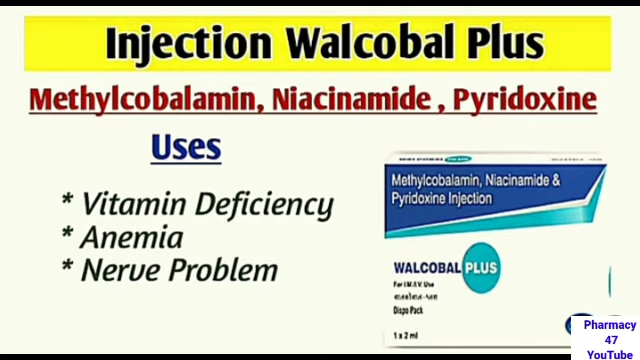 Injection Walcobal Plus
Methylcobalamin, Niacinamide , Pyridoxine
Uses
* Vitamin Deficiency
* Anemia
* Nerve Problem
Methylcobalamin, Niacinamide &
Pyridoxine Injection
WALCOBAL PLUS
For I.M./I.V. Use
Dispo Pack
1 x 2 ml
Pharmacy
47
YouTube